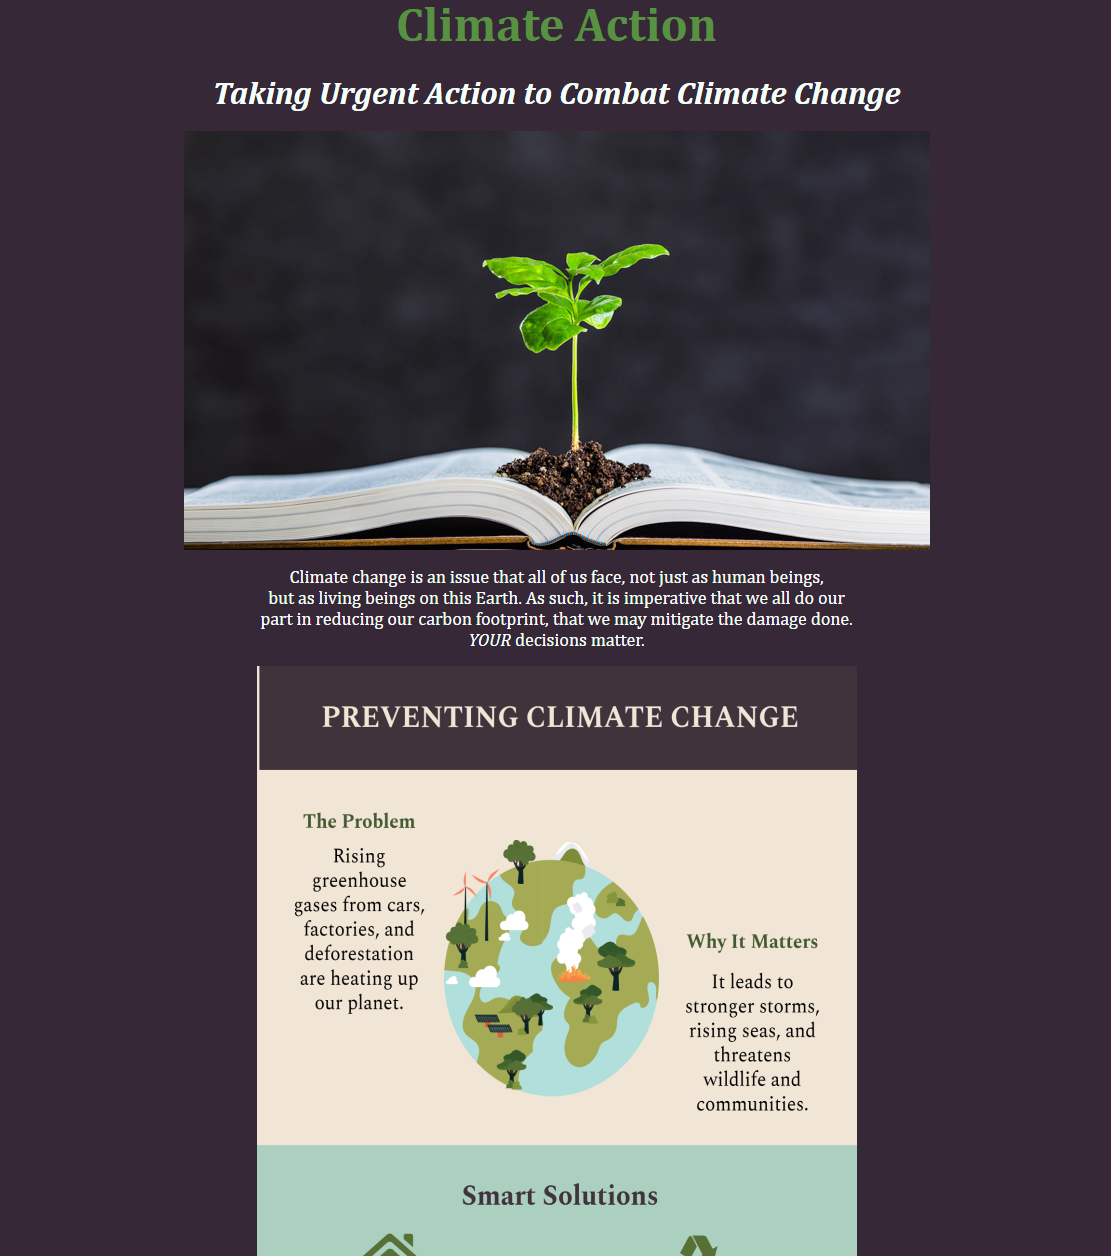 Climate Action
Taking Urgent Action to Combat Climate Change
Climate change is an issue that all of us face, not just as human beings,
but as living beings on this Earth. As such, it is imperative that we all do our
part in reducing our carbon footprint, that we may mitigate the damage done.
YOUR decisions matter.
PREVENTING CLIMATE CHANGE
The Problem
Rising
greenhouse
gases from cars,
factories, and
deforestation
are heating up
our planet.
Why It Matters
It leads to
stronger storms,
rising seas, and
threatens
wildlife and
communities.
Smart Solutions